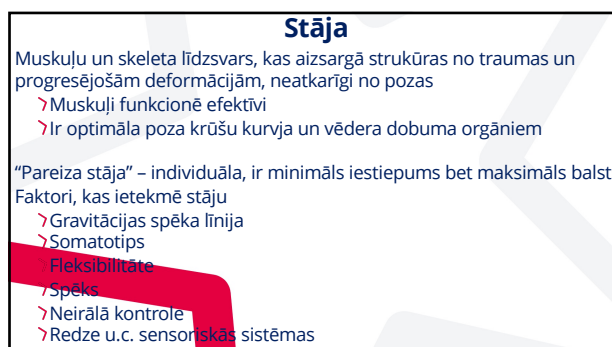 Stāja
Muskuļu un skeleta līdzsvars, kas aizsargā strukūras no traumas un
progresējošām deformācijām, neatkarīgi no pozas
Muskuļi funkcionē efektīvi
Ir optimāla poza krūšu kurvja un vēdera dobuma orgāniem
“Pareiza stāja” – individuāla, ir minimāls iestiepums bet maksimāls balsts
Faktori, kas ietekmē stāju
Gravitācijas spēka līnija
Somatotips
Fleksibilitāte
Spēks
Neirālā kontrole
Redze u.c. sensoriskās sistēmas